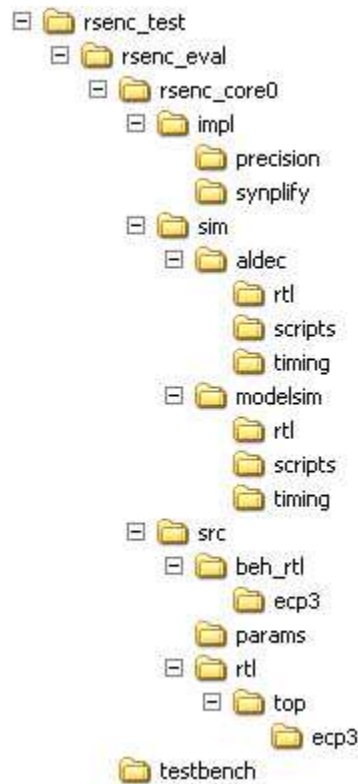 rsenc_test
rsenc_eval
rsenc_core0
impl
precision
synplify
sim
aldec
rtl
scripts
timing
modelsim
rtl
scripts
timing
src
beh_rtl
ecp3
params
rtl
top
ecp3
testbench